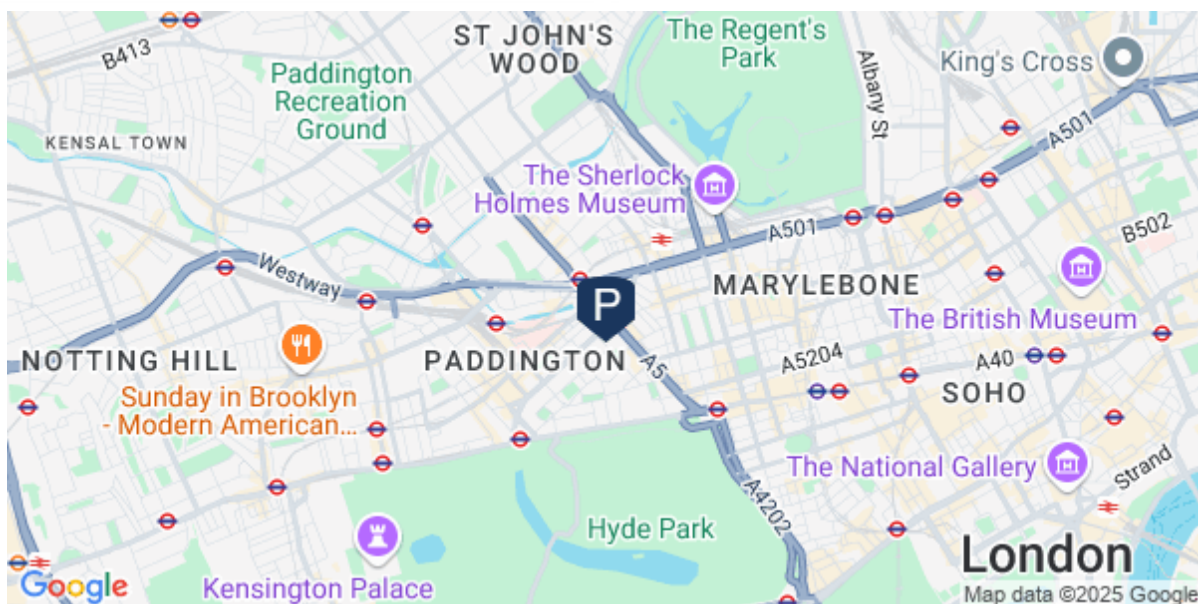 B413
ST JOHN'S
WOOD
The Regent's
Park
Albany St
King's Cross
Paddington
Recreation
Ground
A501
KENSAL TOWN
The Sherlock
Holmes Museum
A501
B502
Westway
MARYLEBONE
P
The British Museum
NOTTING HILL
PADDINGTON
A5
A5204
A40
SOHO
Sunday in Brooklyn
- Modern American...
The National Gallery
Strand
A4202
Hyde Park
London
Kensington Palace
Google
Map data ©2025 Google